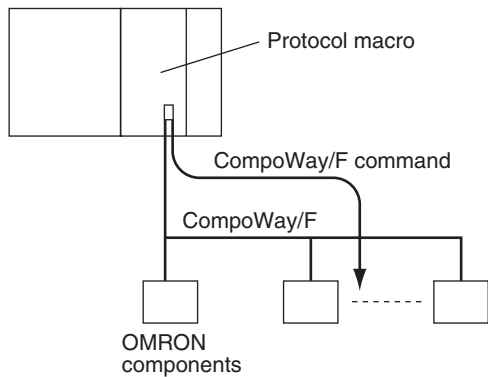 Protocol macro
CompoWay/F command
CompoWay/F
OMRON
components